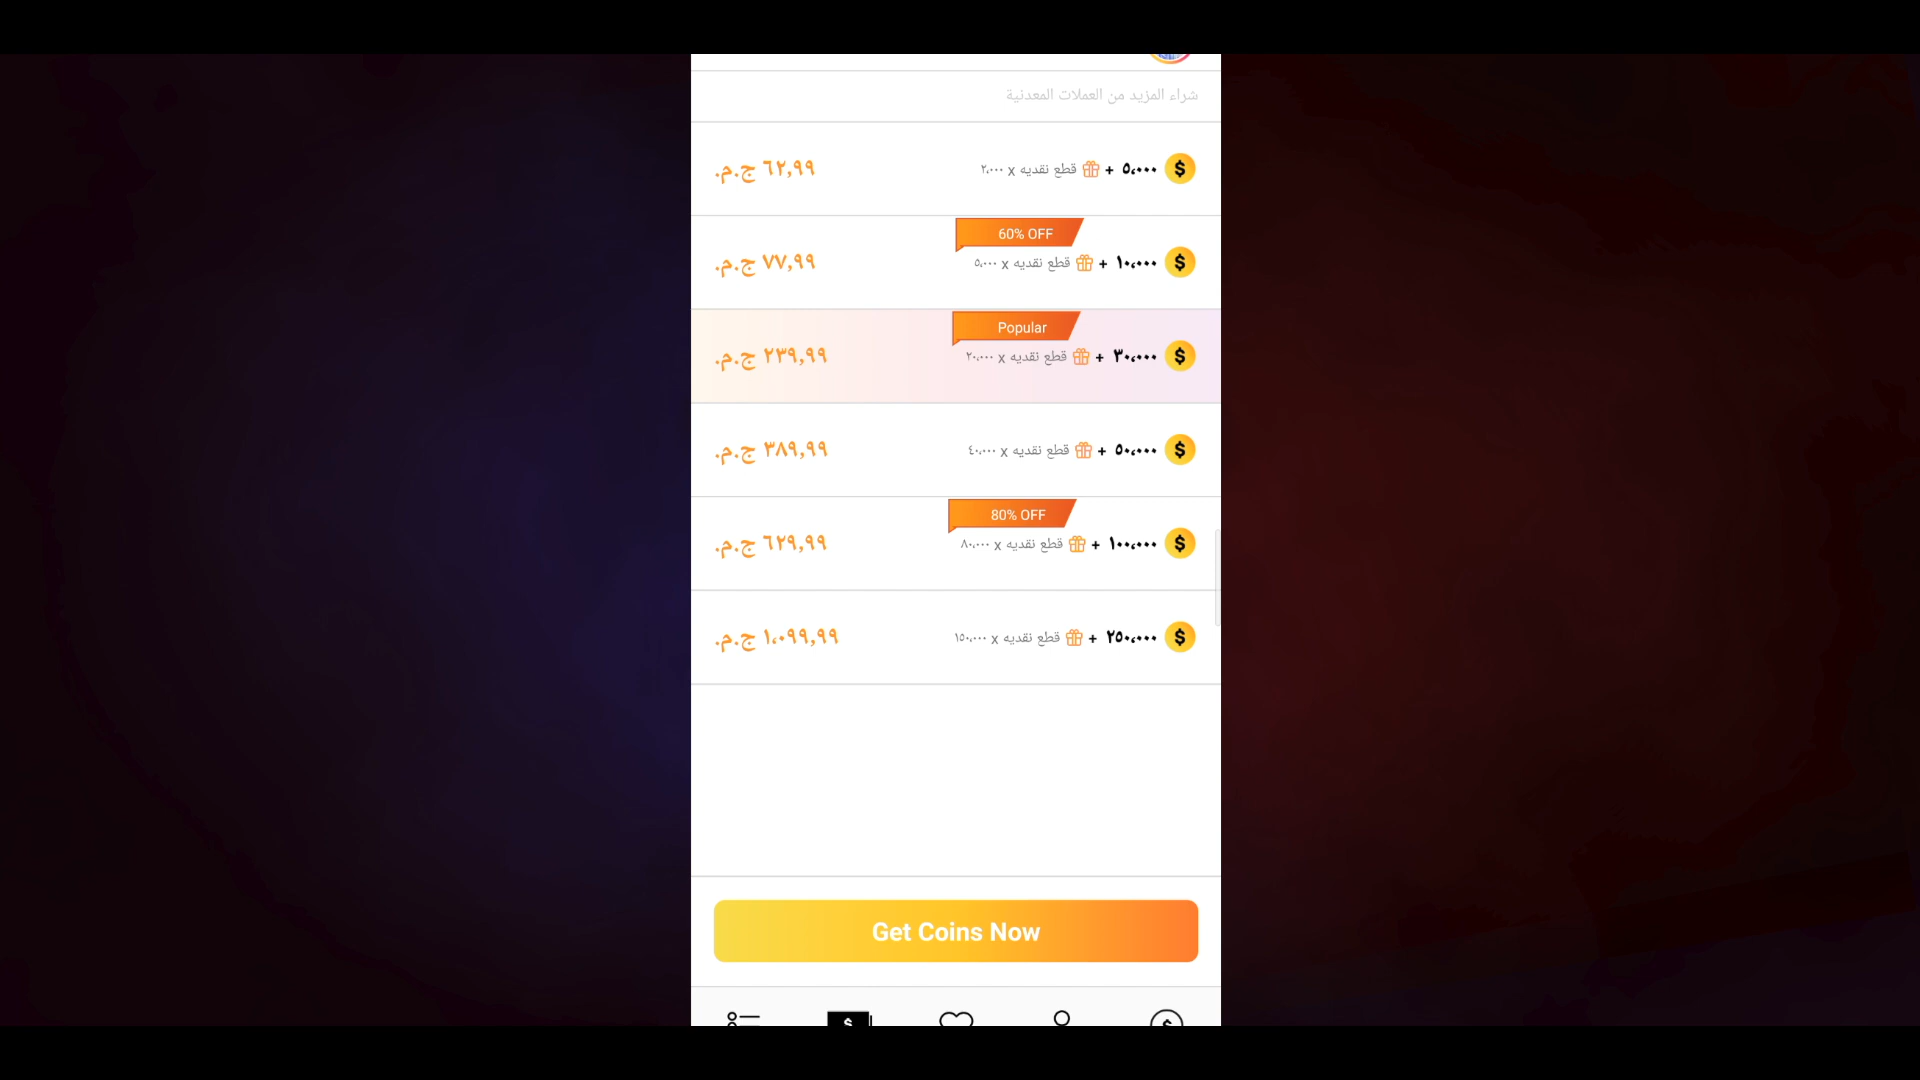 شراء المزيد من العملات المعدنية
٥،٠٠٠ + قطع نقديه x ٢،٠٠٠
٦٢,٩٩ ج.م.
60% OFF
١٠،٠٠٠ + قطع نقديه x ٥،٠٠٠
٧٧,٩٩ ج.م.
Popular
٣٠،٠٠٠ + قطع نقديه x ٢٠،٠٠٠
٢٣٩,٩٩ ج.م.
٥٠،٠٠٠ + قطع نقديه x ٤٠،٠٠٠
٣٨٩,٩٩ ج.م.
80% OFF
١٠٠،٠٠٠ + قطع نقديه x ٨٠،٠٠٠
٦٢٩,٩٩ ج.م.
٢٥٠،٠٠٠ + قطع نقديه x ١٥٠،٠٠٠
١،٠٩٩,٩٩ ج.م.
Get Coins Now